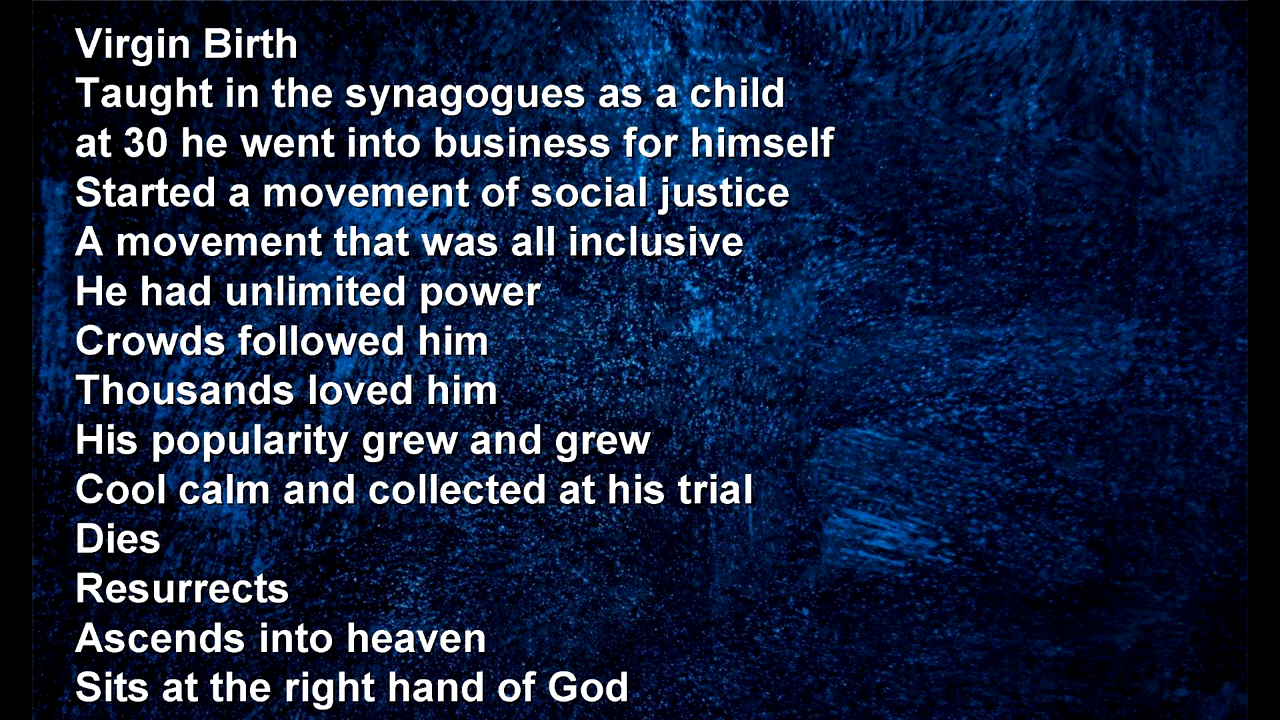 Virgin Birth
Taught in the synagogues as a child
at 30 he went into business for himself
Started a movement of social justice
A movement that was all inclusive
He had unlimited power
Crowds followed him
Thousands loved him
His popularity grew and grew
Cool calm and collected at his trial
Dies
Resurrects
Ascends into heaven
Sits at the right hand of God